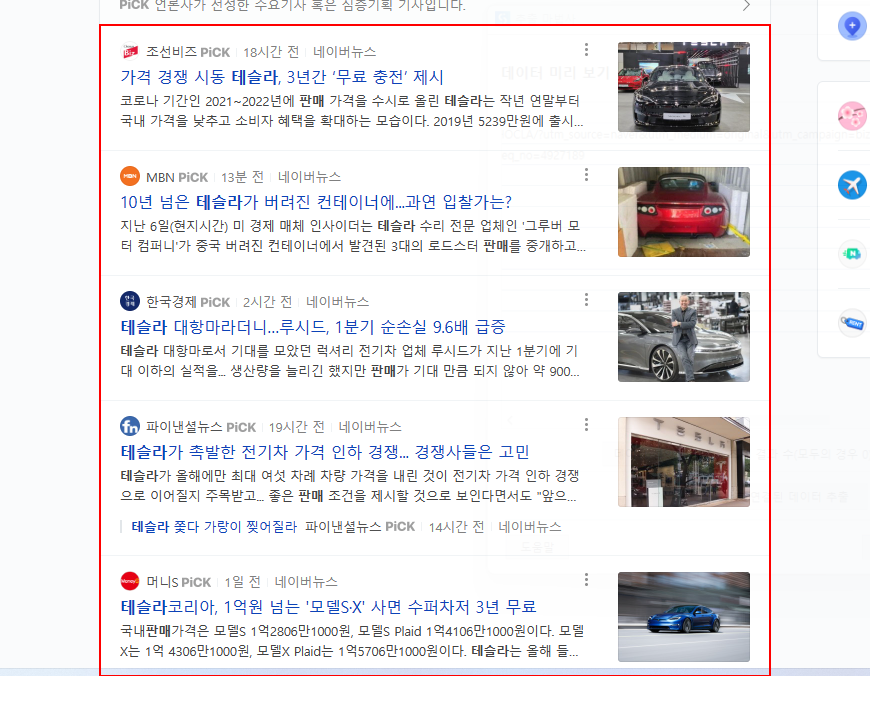 PiCK 언론사가 선정한 주요기사 혹은 심층기획 기사입니다.
조선비즈 PiCK 18시간 전 네이버뉴스
가격 경쟁 시동 테슬라, 3년간 ‘무료 충전’ 제시
코로나 기간인 2021~2022년에 판매 가격을 수시로 올린 테슬라는 작년 연말부터
국내 가격을 낮추고 소비자 혜택을 확대하는 모습이다. 2019년 5239만원에 출시...
MBN PiCK 13분 전 네이버뉴스
10년 넘은 테슬라가 버려진 컨테이너에...과연 입찰가는?
지난 6일(현지시간) 미 경제 매체 인사이더는 테슬라 수리 전문 업체인 '그루버 모
터 컴퍼니'가 중국 버려진 컨테이너에서 발견된 3대의 로드스터 판매를 중개하고...
한국경제 PiCK 2시간 전 네이버뉴스
테슬라 대항마라더니…루시드, 1분기 순손실 9.6배 급증
테슬라 대항마로서 기대를 모았던 럭셔리 전기차 업체 루시드가 지난 1분기에 기
대 이하의 실적을... 생산량을 늘리긴 했지만 판매가 기대 만큼 되지 않아 약 900...
파이낸셜뉴스 PiCK 19시간 전 네이버뉴스
테슬라가 촉발한 전기차 가격 인하 경쟁... 경쟁사들은 고민
테슬라가 올해에만 최대 여섯 차례 차량 가격을 내린 것이 전기차 가격 인하 경쟁
으로 이어질지 주목받고... 좋은 판매 조건을 제시할 것으로 보인다면서도 "앞으...
테슬라 쫓다 가랑이 찢어질라 파이낸셜뉴스 PiCK 14시간 전 네이버뉴스
머니S PiCK 1일 전 네이버뉴스
테슬라코리아, 1억원 넘는 '모델S·X' 사면 수퍼차저 3년 무료
국내판매가격은 모델S 1억2806만1000원, 모델S Plaid 1억4106만1000원이다. 모델
X는 1억 4306만1000원, 모델X Plaid는 1억5706만1000원이다. 테슬라는 올해 들...